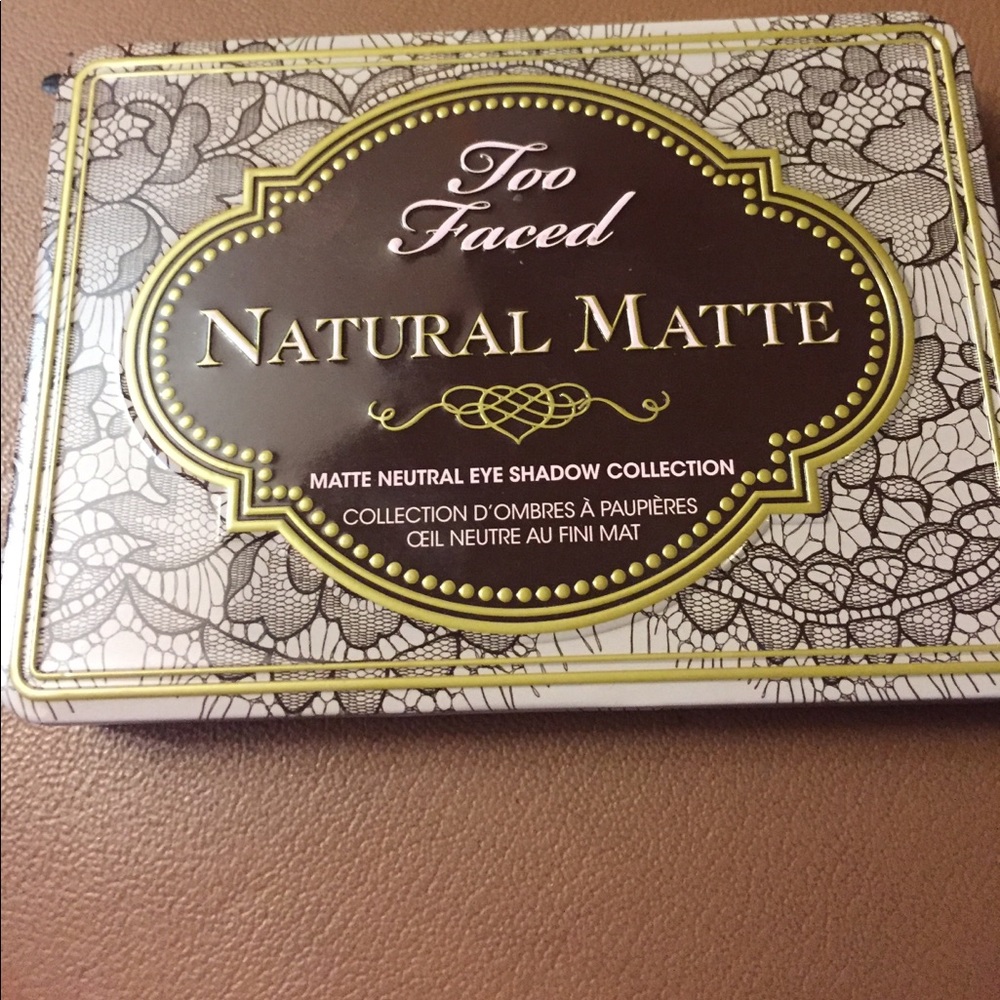 Too
Faced
NATURAL MATTE
MATTE NEUTRAL EYE SHADOW COLLECTION
COLLECTION D'OMBRES À PAUPIÈRES
ŒIL NEUTRE AU FINI MAT